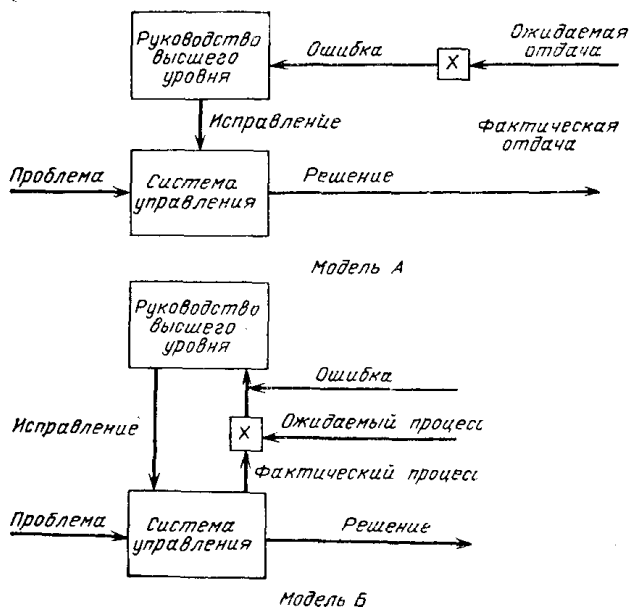 Руководство
высшего
уровня
Ошибка
X
Ожидаемая
отдача
Исправление
Фактическая
отдача
Проблема
Система
управления
Решение
Модель А
Руководство
высшего
уровня
Ошибка
Исправление
X
Ожидаемый процесс
Фактический процесс
Проблема
Система
управления
Решение
Модель Б